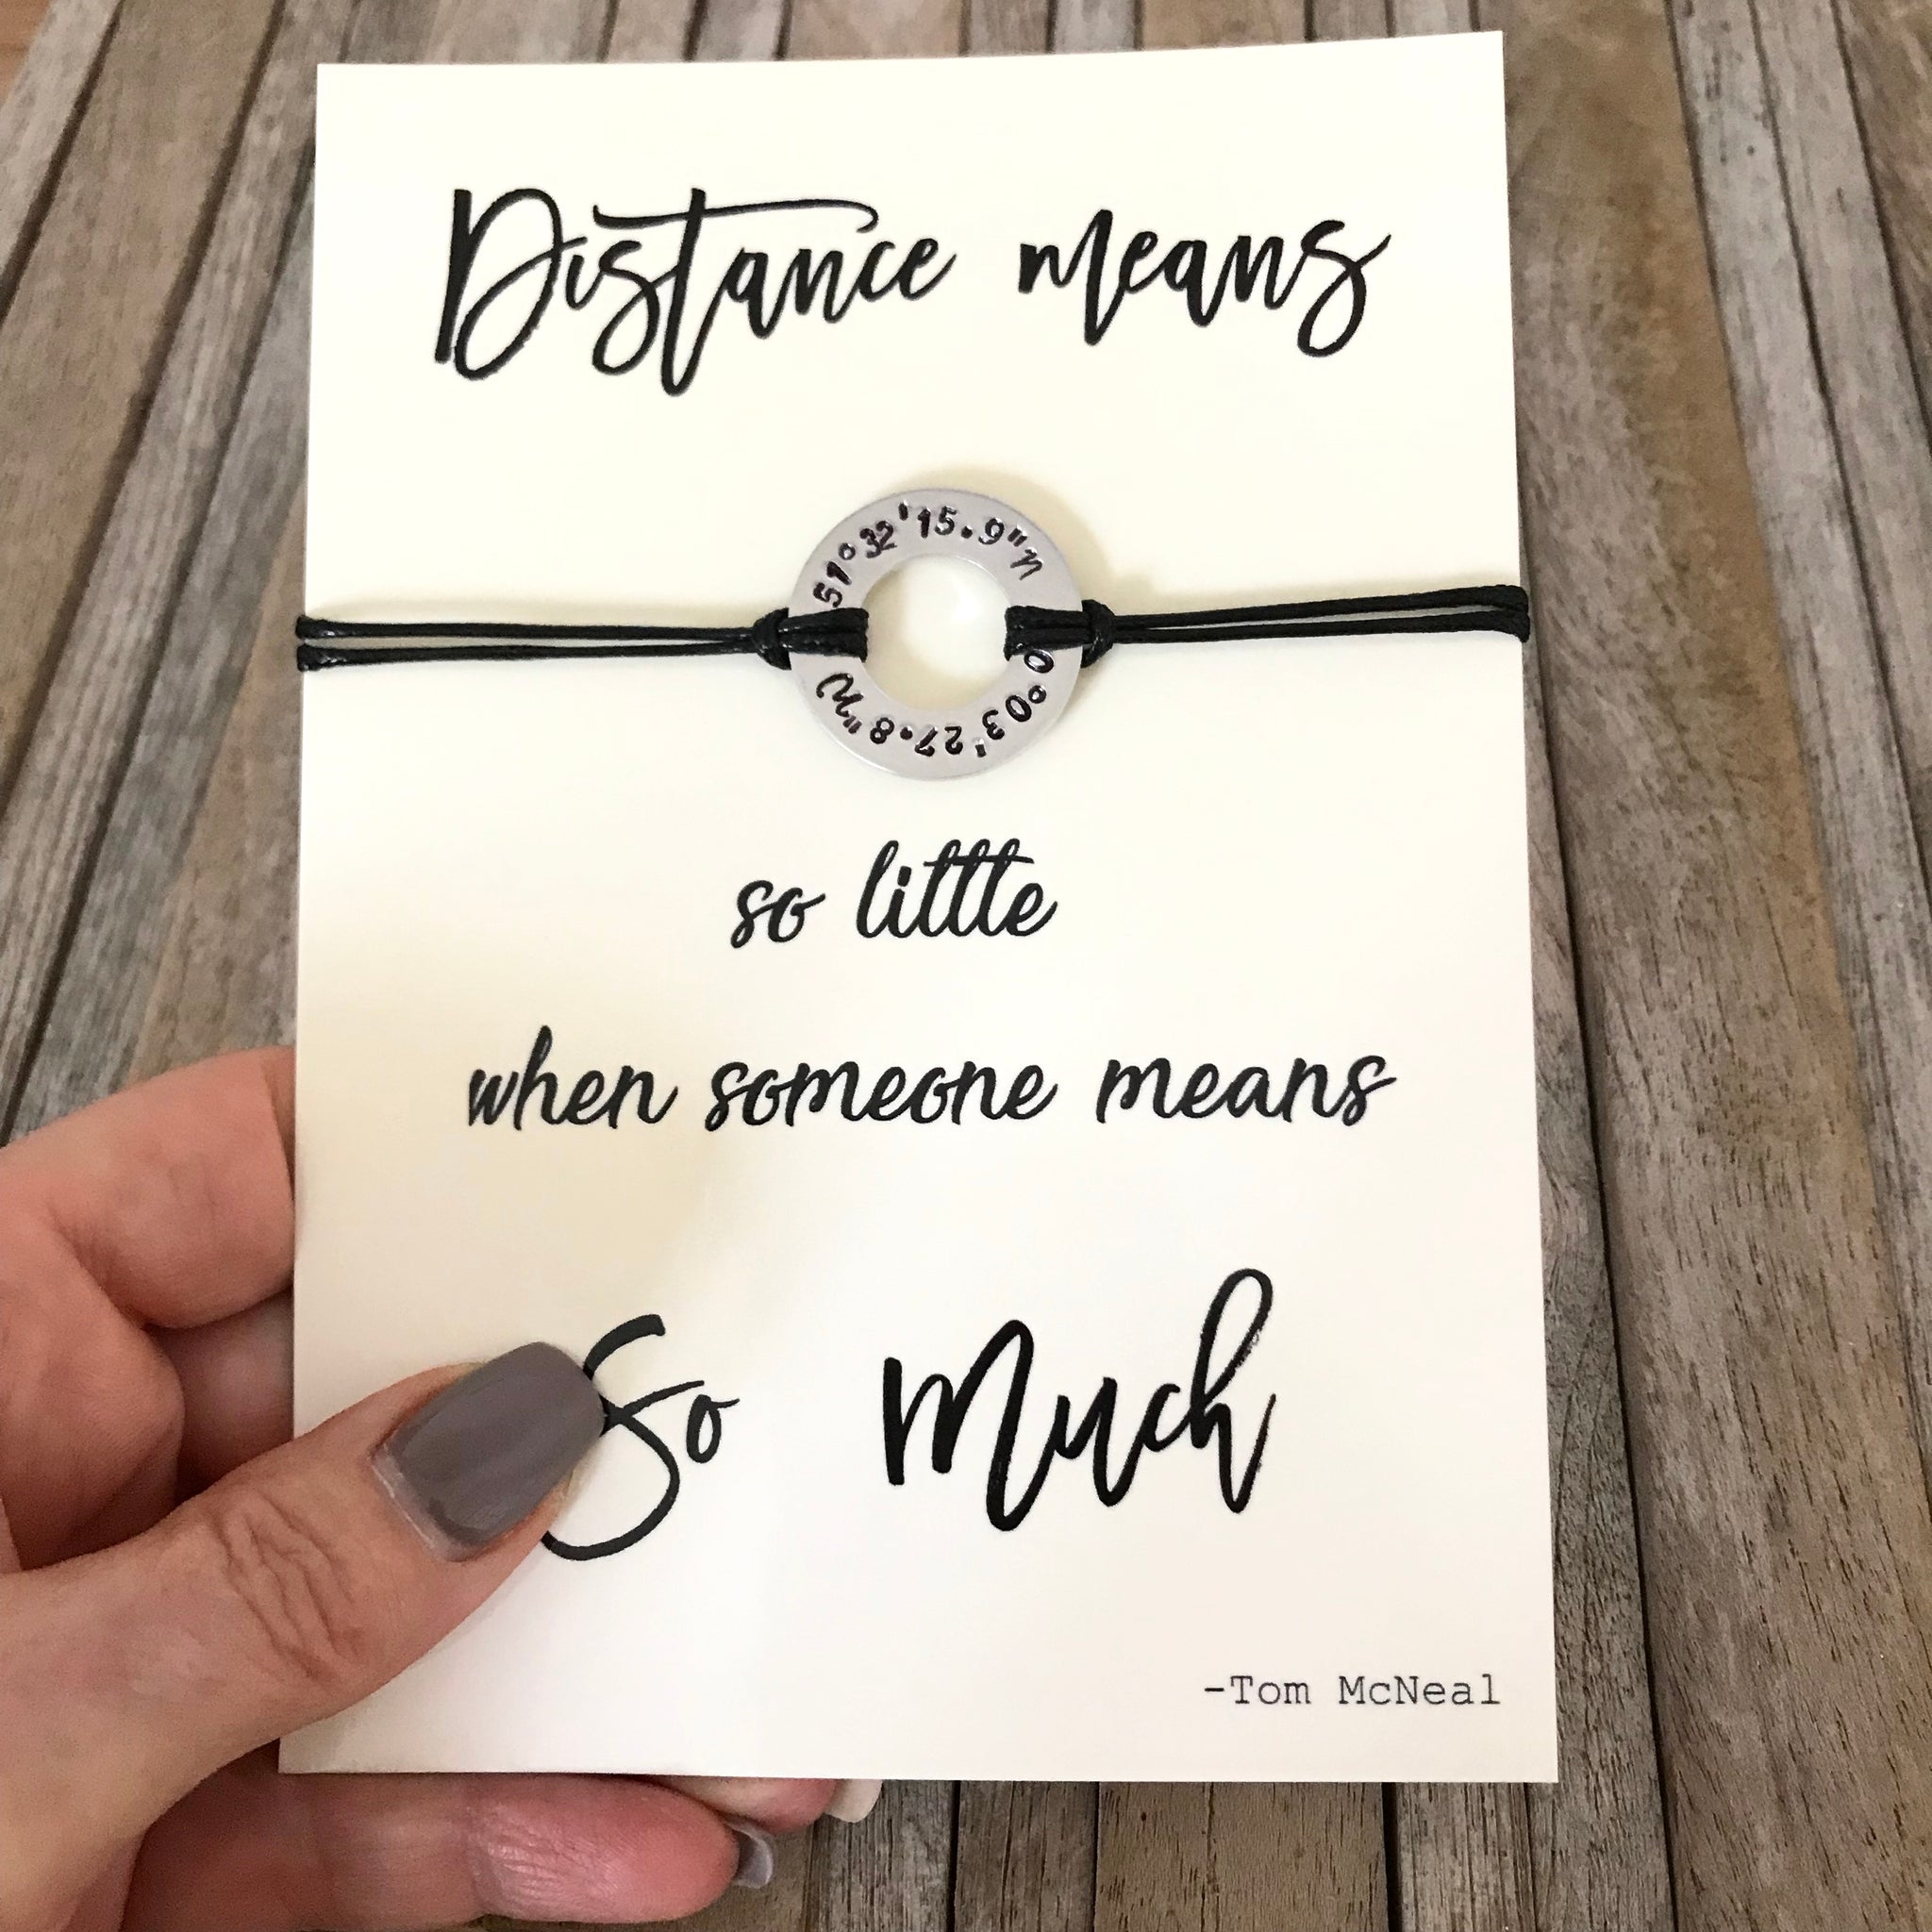 Distance means
51°32'15.9"N
0°03'27.8"W
so little
when someone means
So Much
-Tom McNeal